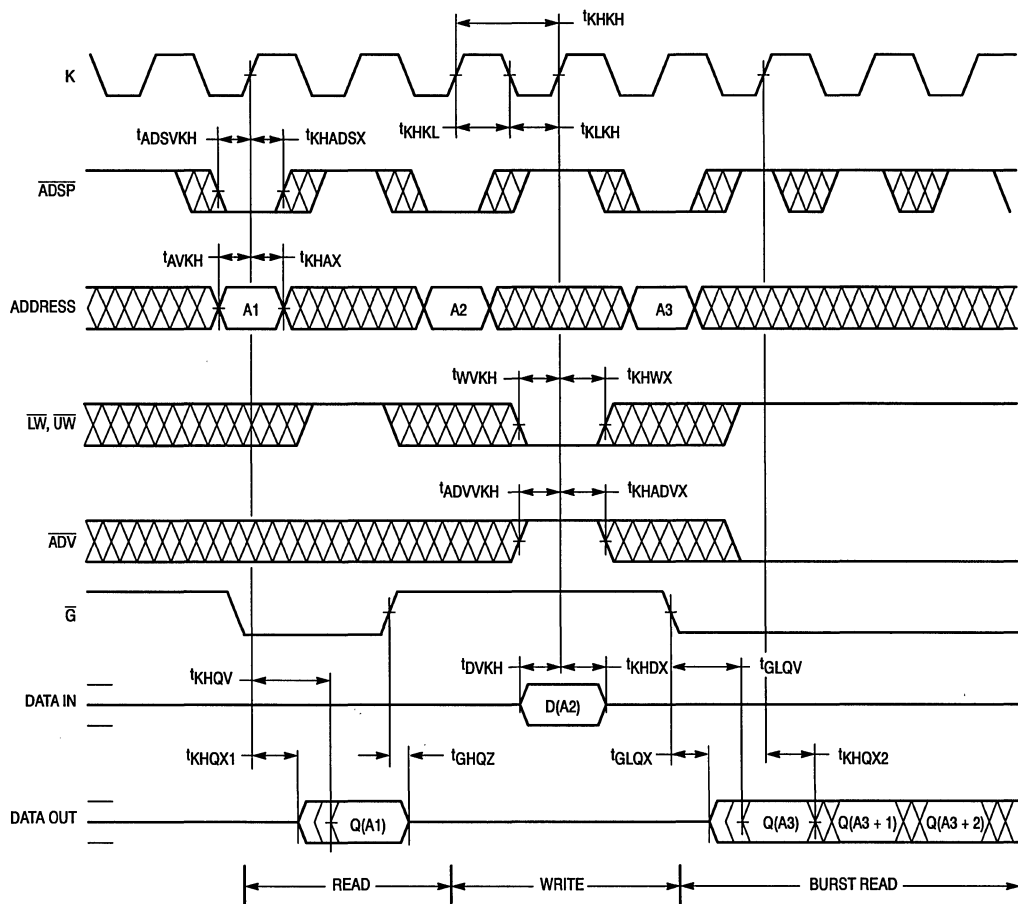 tKHKH
K
tKHKL tKLKH
tADSVKH tKHADSX
ADSP
tAVKH tKHAX
ADDRESS A1 A2 A3
tWVKH tKHWX
LW, UW
tADVVKH tKHADVX
ADV
G
tKHQV tDVKH tKHDX tGLQV
DATA IN D(A2)
tKHQX1 tGHQZ tGLQX tKHQX2
DATA OUT Q(A1) Q(A3) Q(A3 + 1) Q(A3 + 2)
READ WRITE BURST READ